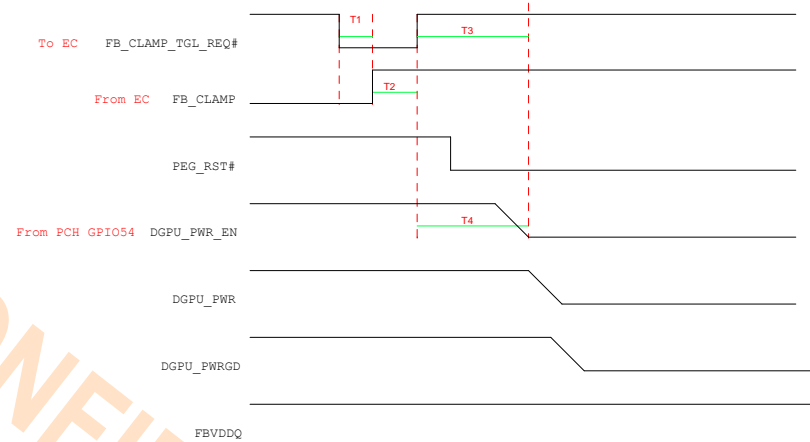 T1
T3
To EC FB_CLAMP_TGL_REQ#
T2
From EC FB_CLAMP
PEG_RST#
T4
From PCH GPIO54 DGPU_PWR_EN
DGPU_PWR
DGPU_PWRGD
FBVDDQ